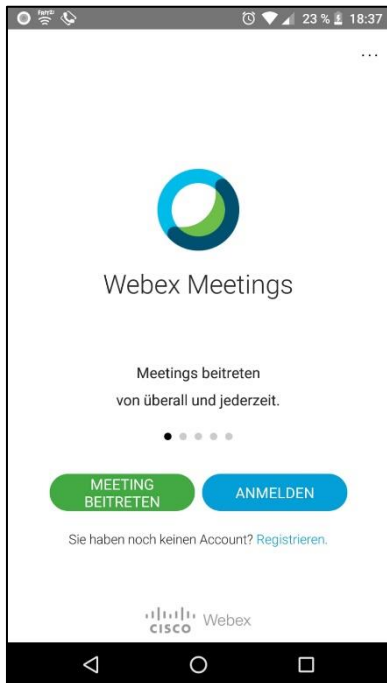 23 % 18:37
...
Webex Meetings
Meetings beitreten
von überall und jederzeit.
MEETING
BEITRETEN
ANMELDEN
Sie haben noch keinen Account? Registrieren.
CISCO Webex